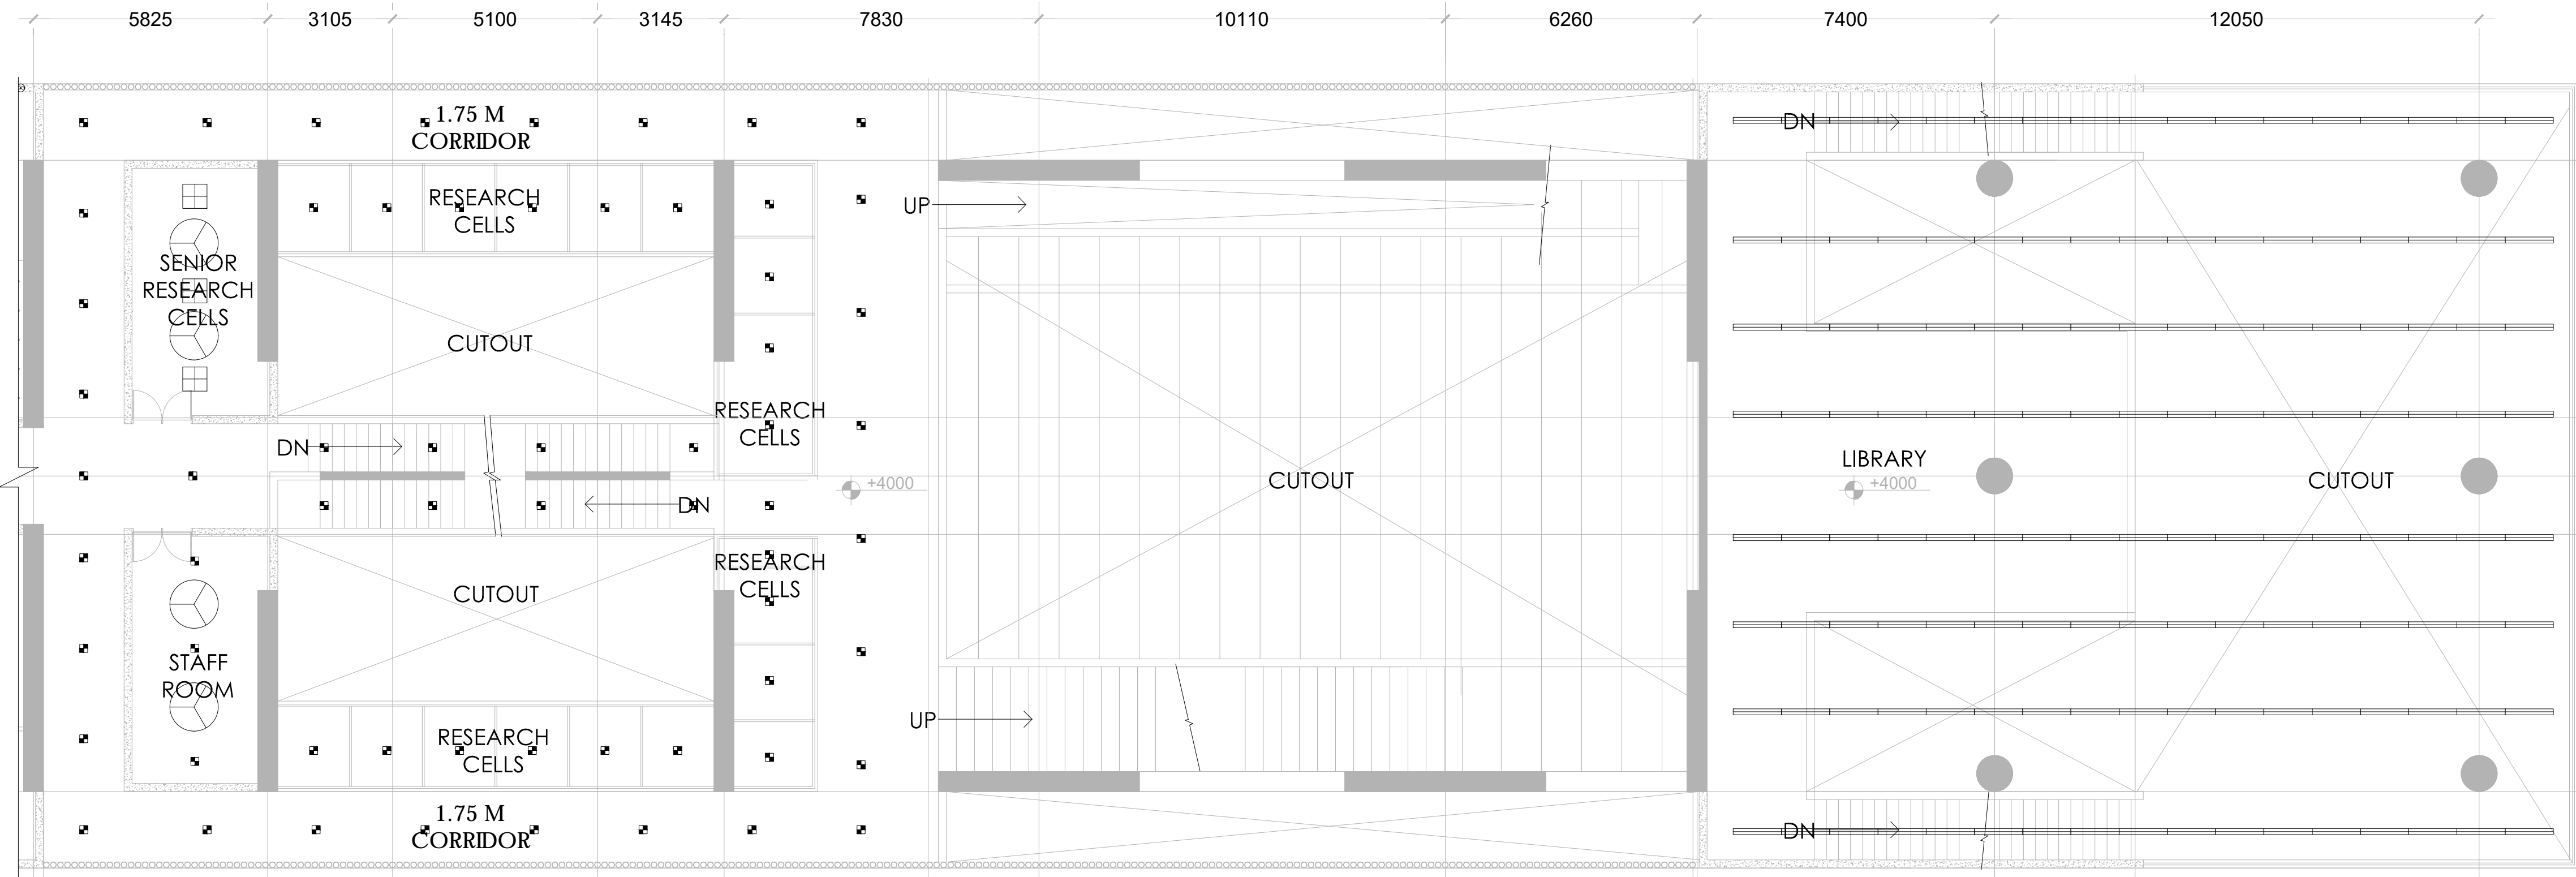 5825 3105 5100 3145 7830 10110 6260 7400 12050
1.75 M
CORRIDOR
DN
RESEARCH
CELLS
UP
SENIOR
RESEARCH
CELLS
CUTOUT
RESEARCH
CELLS
DN
LIBRARY
CUTOUT
CUTOUT
+4000
+4000
DN
RESEARCH
CELLS
CUTOUT
STAFF
ROOM
UP
RESEARCH
CELLS
1.75 M
CORRIDOR
DN